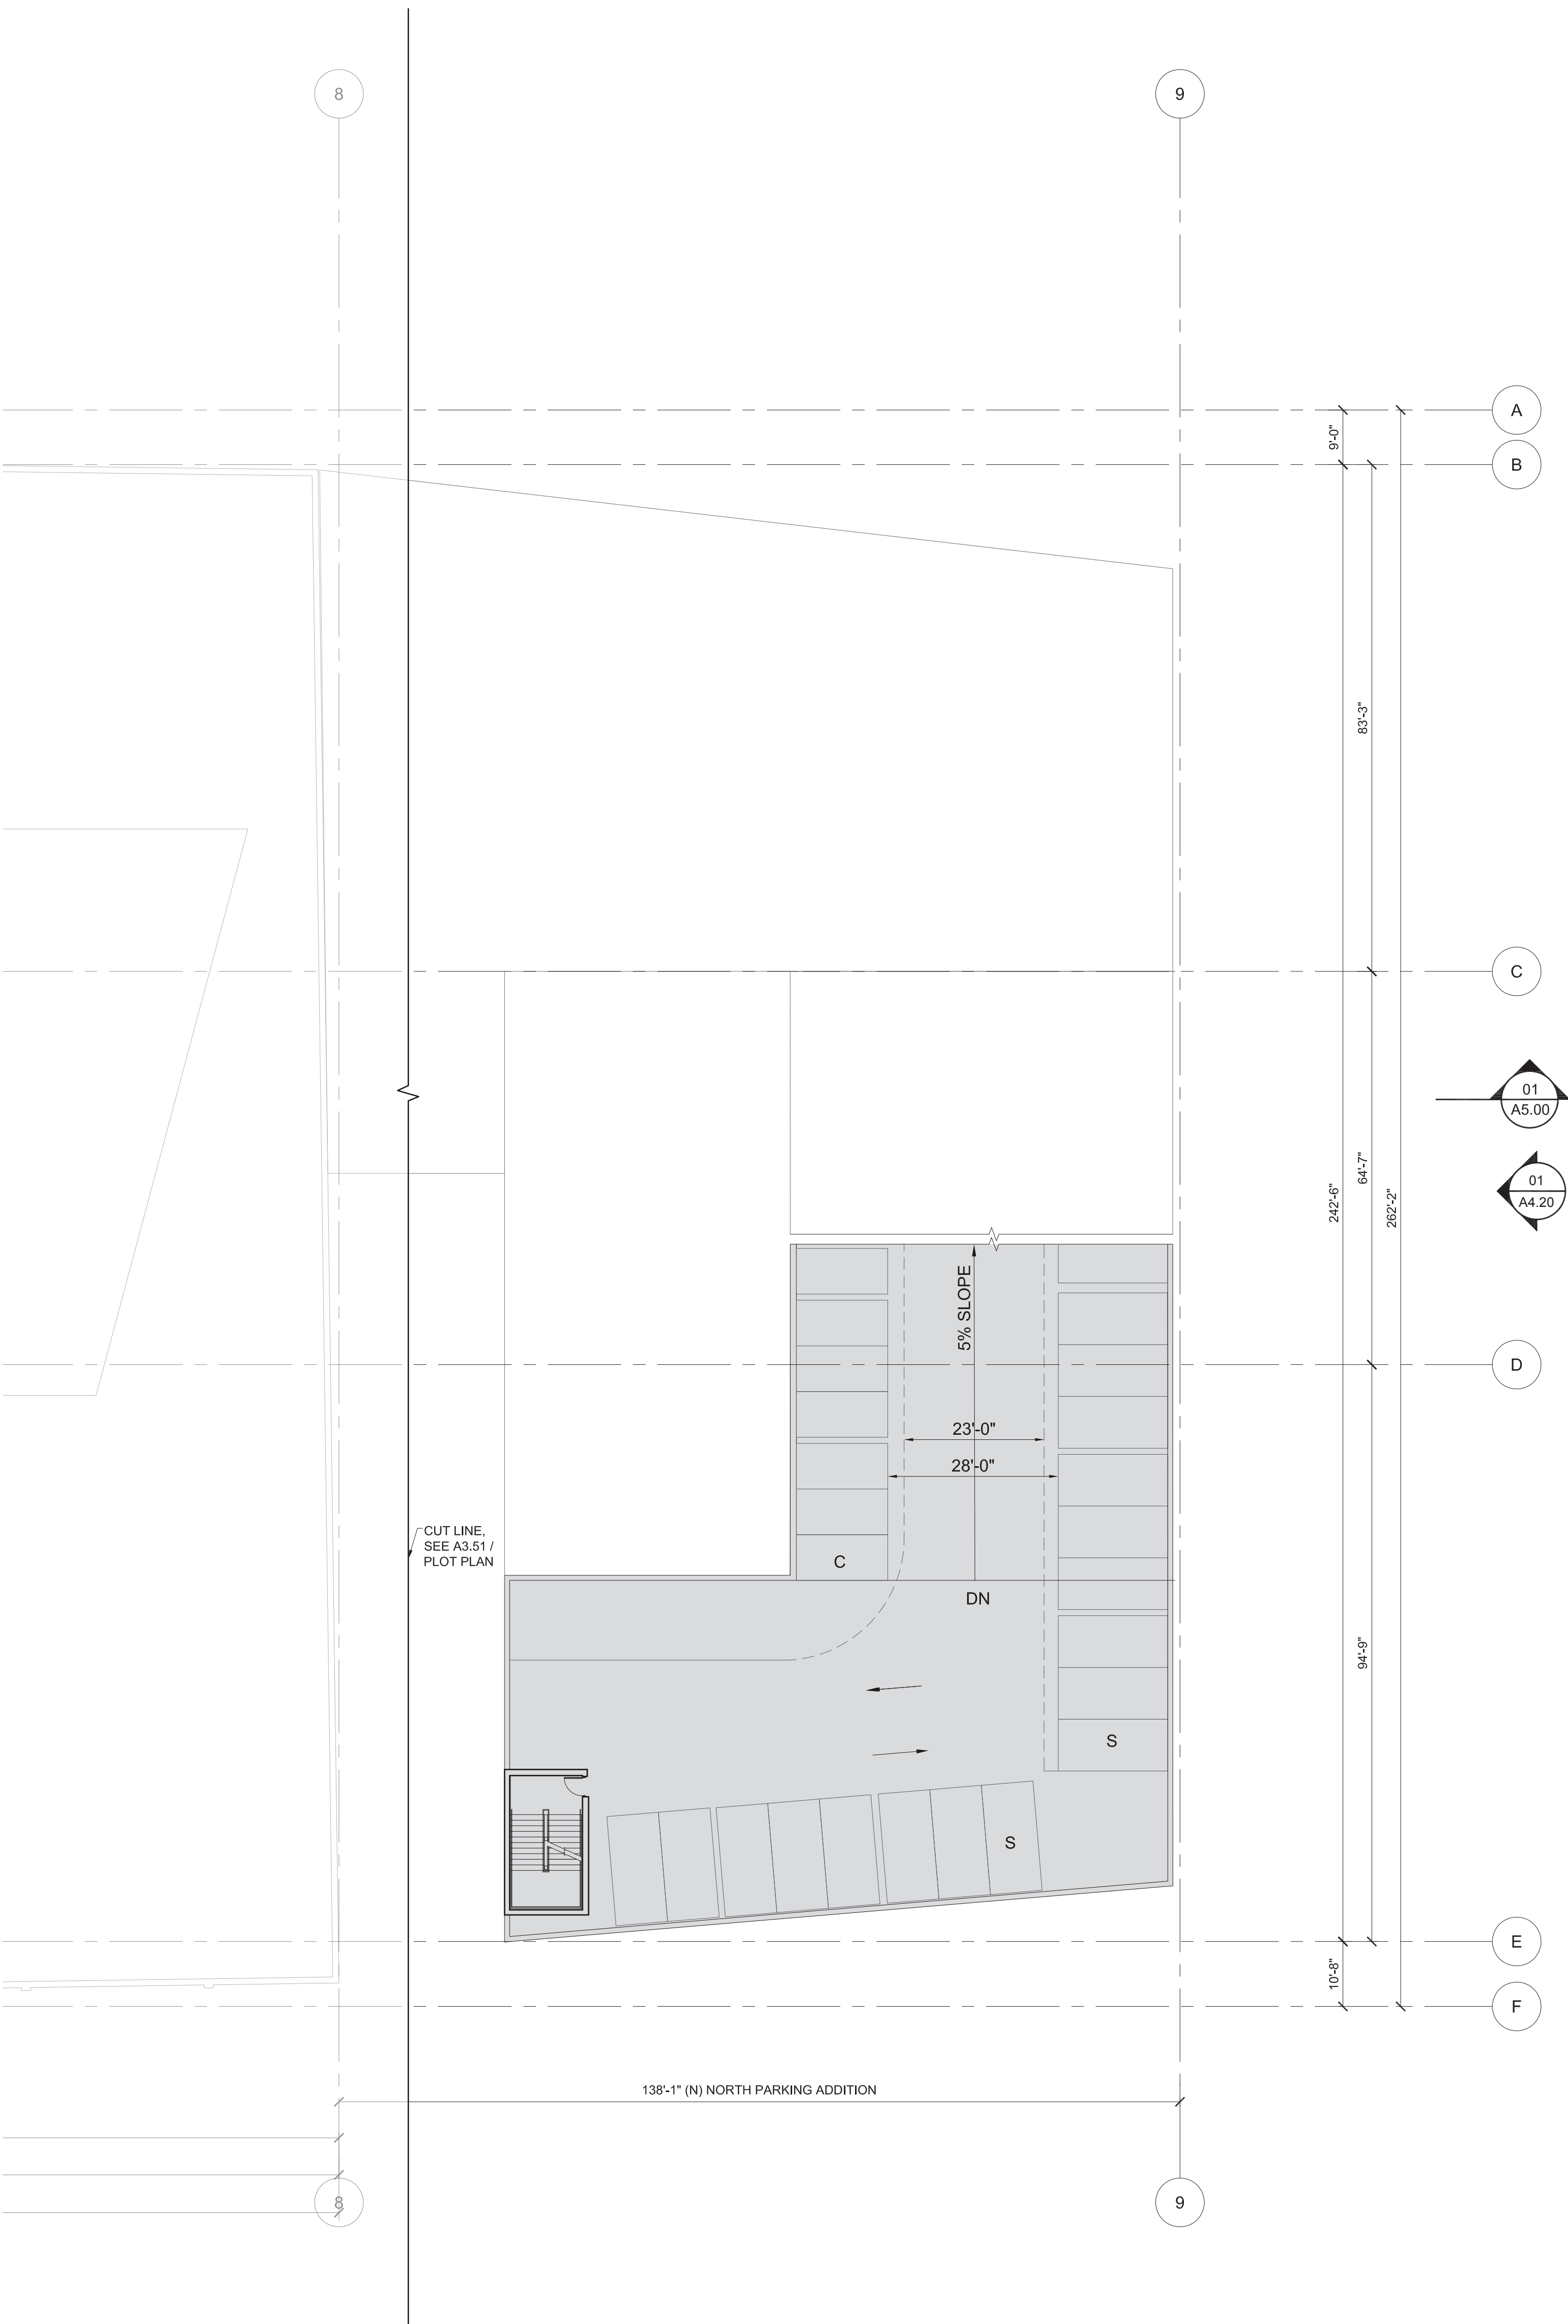 8
9
A
9'-0"
B
83'-3"
C
01
A5.00
64'-7"
01
A4.20
242'-6"
262'-2"
5% SLOPE
D
23'-0"
28'-0"
CUT LINE,
SEE A3.51 /
PLOT PLAN
C
DN
94'-9"
S
S
E
10'-8"
F
138'-1" (N) NORTH PARKING ADDITION
8
9